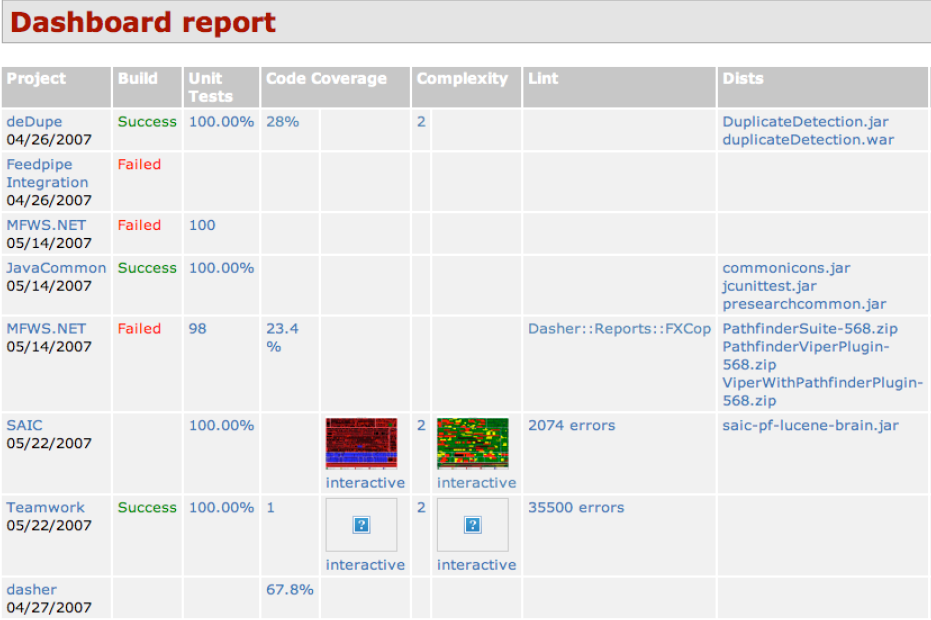 Dashboard report
Project Build Unit Tests Code Coverage Complexity Lint Dists
deDupe Success 100.00% 28% 2 DuplicateDetection.jar
04/26/2007 duplicateDetection.war
Feedpipe Failed
Integration
04/26/2007
MFWS.NET Failed 100
05/14/2007
JavaCommon Success 100.00% commonicons.jar
05/14/2007 jcunittest.jar
presearchcommon.jar
MFWS.NET Failed 98 23.4 Dasher::Reports::FXCop PathfinderSuite-568.zip
05/14/2007 % PathfinderViperPlugin-
568.zip
ViperWithPathfinderPlugin-
568.zip
SAIC 100.00% 2 2074 errors saic-pf-lucene-brain.jar
05/22/2007
interactive interactive
Teamwork Success 100.00% 1 2 35500 errors
05/22/2007
? ?
interactive interactive
dasher 67.8%
04/27/2007